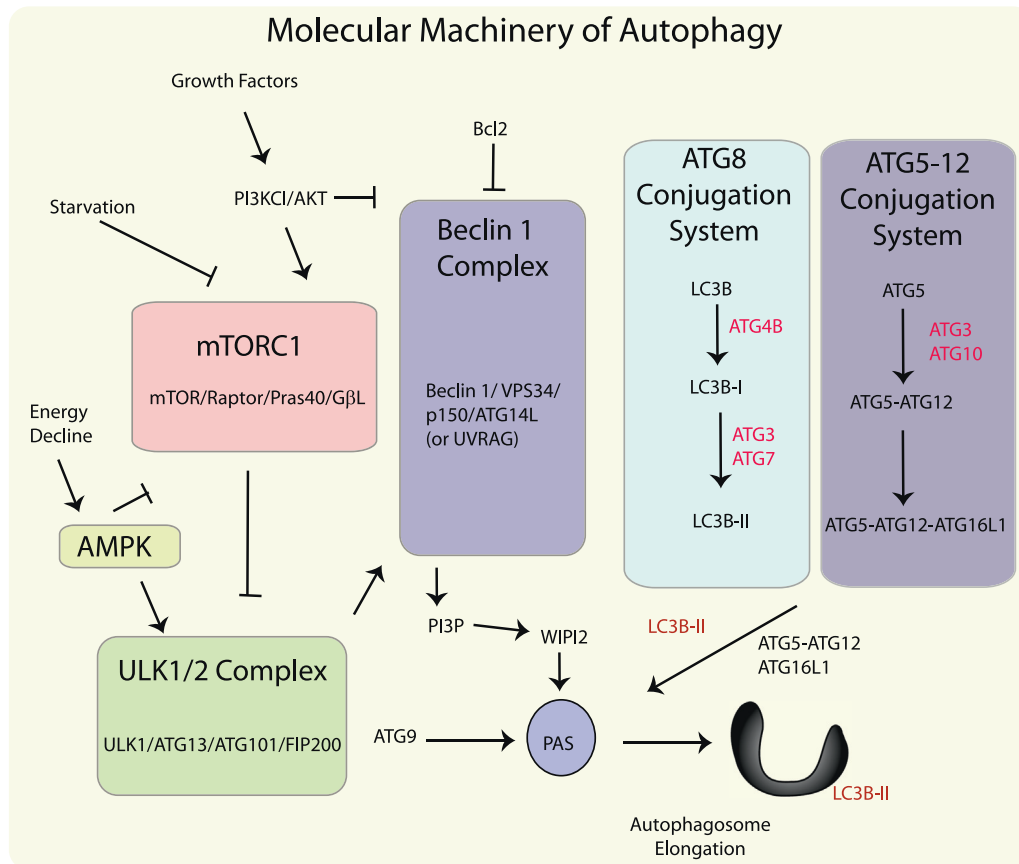 Molecular Machinery of Autophagy
Growth Factors
Bcl2
PI3KCI/AKT
Starvation
mTORC1
mTOR/Raptor/Pras40/GβL
Energy
Decline
AMPK
ULK1/2 Complex
ULK1/ATG13/ATG101/FIP200
Beclin 1
Complex
Beclin 1/ VPS34/
p150/ATG14L
(or UVRAG)
PI3P
WIPI2
ATG9
PAS
ATG8
Conjugation
System
LC3B
ATG4B
LC3B-I
ATG3
ATG7
LC3B-II
ATG5-12
Conjugation
System
ATG5
ATG3
ATG10
ATG5-ATG12
ATG5-ATG12-ATG16L1
LC3B-II
ATG5-ATG12
ATG16L1
LC3B-II
Autophagosome
Elongation